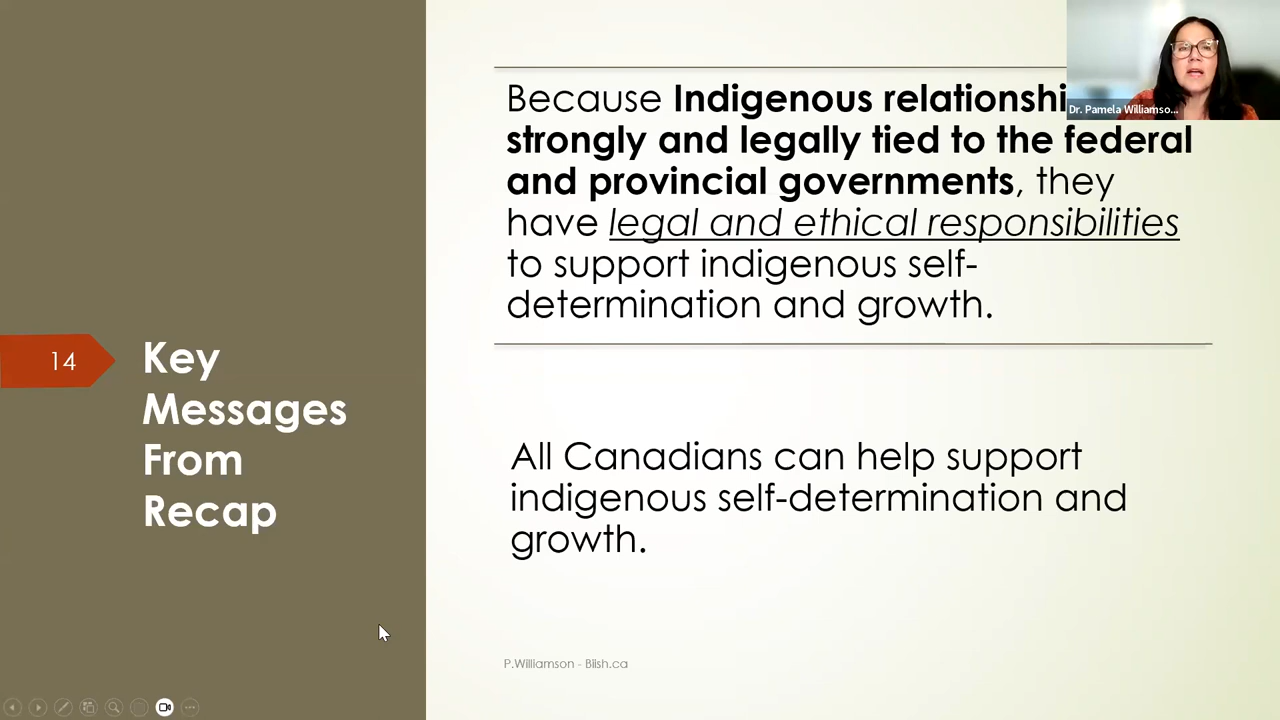 Because Indigenous relationshi
strongly and legally tied to the federal
and provincial governments, they
have legal and ethical responsibilities
to support indigenous self-
determination and growth.
Dr. Pamela Williamso...
14
Key
Messages
From
Recap
All Canadians can help support
indigenous self-determination and
growth.
P.Williamson - Biish.ca